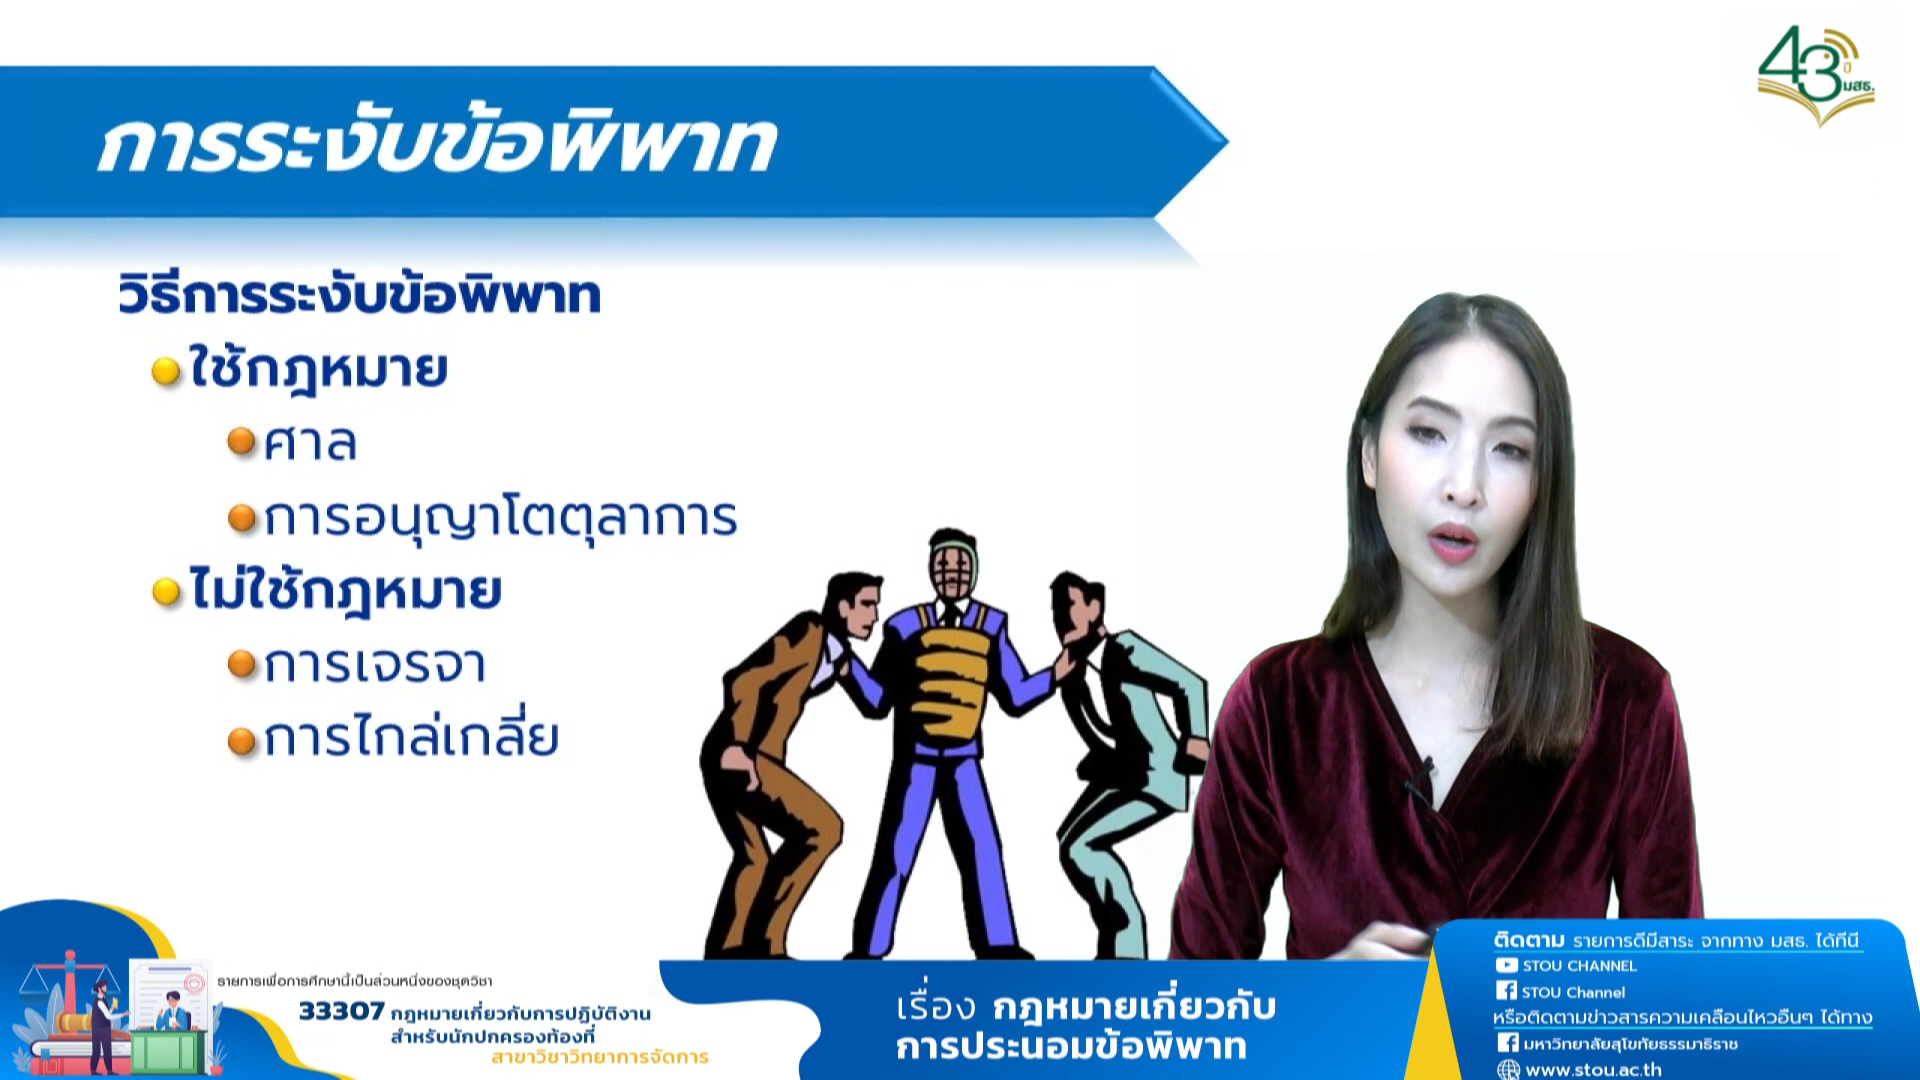 43 ปี มสธ.
การระงับข้อพิพาท
วิธีการระงับข้อพิพาท
ใช้กฎหมาย
ศาล
การอนุญาโตตุลาการ
ไม่ใช้กฎหมาย
การเจรจา
การไกล่เกลี่ย
รายการเพื่อการศึกษานี้เป็นส่วนหนึ่งของชุดวิชา
33307 กฎหมายเกี่ยวกับการปฏิบัติงาน
สำหรับนักปกครองท้องที่
สาขาวิชาวิทยาการจัดการ
เรื่อง กฎหมายเกี่ยวกับ
การประนอมข้อพิพาท
ติดตาม รายการดีมีสาระ จากทาง มสธ. ได้ที่นี่
STOU CHANNEL
STOU Channel
หรือติดตามข่าวสารความเคลื่อนไหวอื่นๆ ได้ทาง
มหาวิทยาลัยสุโขทัยธรรมาธิราช
www.stou.ac.th